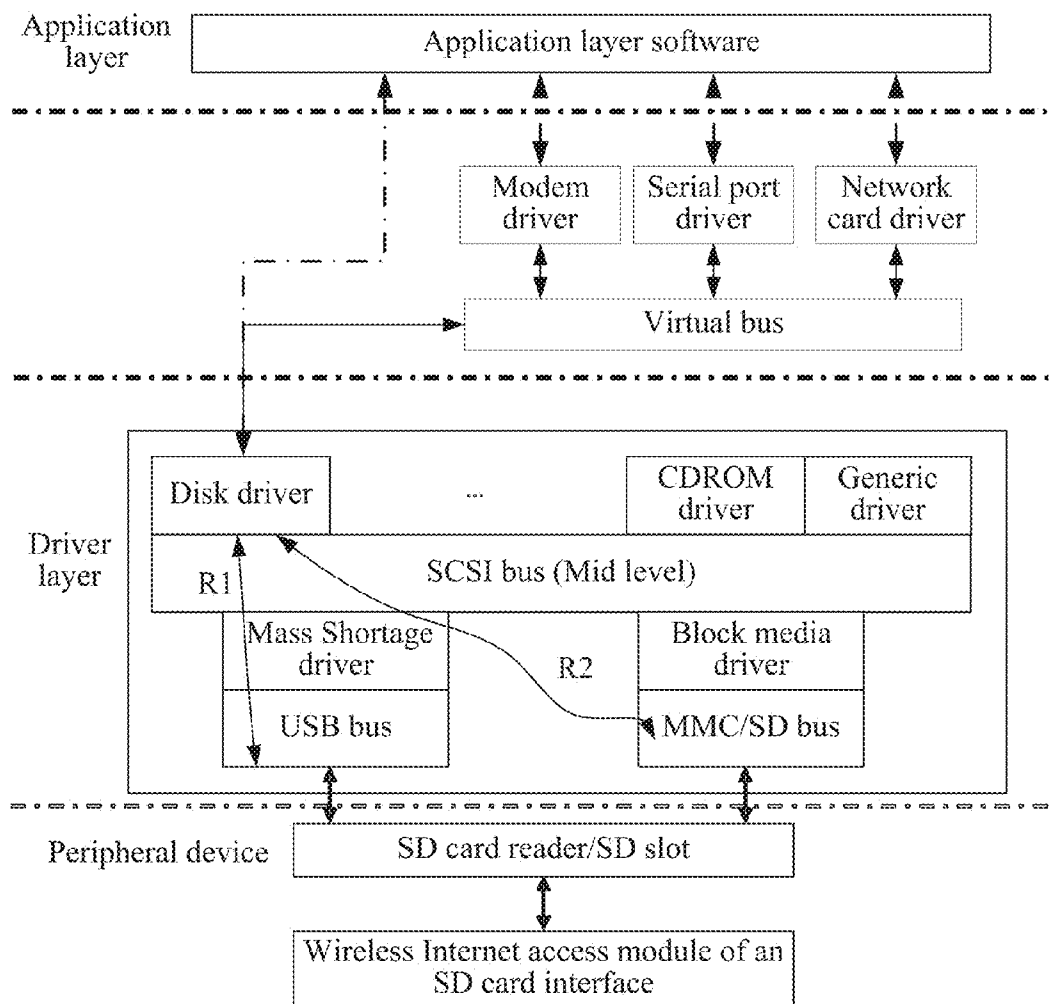 Application
layer
Application layer software
Modem
driver
Serial port
driver
Network
card driver
Virtual bus
Driver
layer
Disk driver
...
CDROM
driver
Generic
driver
SCSI bus (Mid level)
R1
Mass Shortage
driver
R2
Block media
driver
USB bus
MMC/SD bus
Peripheral device
SD card reader/SD slot
Wireless Internet access module of an
SD card interface